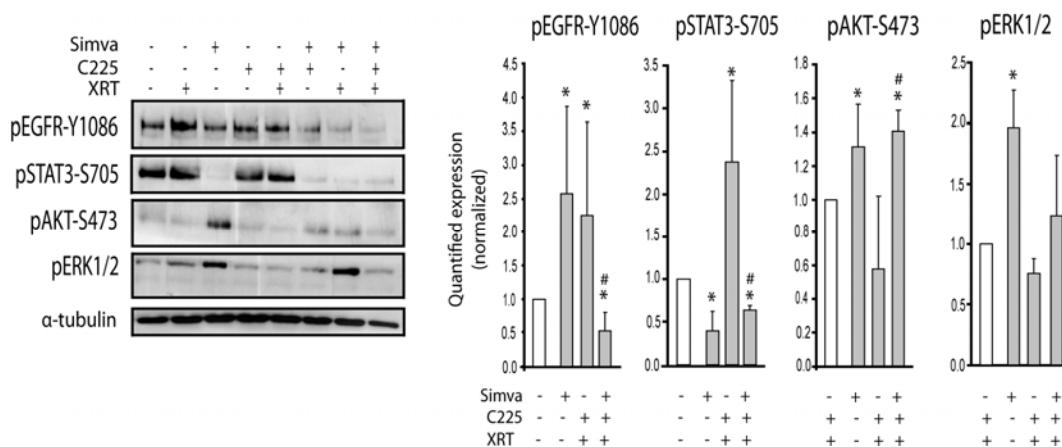 Simva - - + - - + + +
C225 - - - + + + - +
XRT - + - - + - + +
pEGFR-Y1086
pSTAT3-S705
pAKT-S473
pERK1/2
α-tubulin
Quantified expression
(normalized)
pEGFR-Y1086
4.5
4.0
3.5
3.0
2.5
2.0
1.5
1.0
0.5
0.0
* * # *
pSTAT3-S705
3.5
3.0
2.5
2.0
1.5
1.0
0.5
0.0
* * # *
pAKT-S473
1.8
1.6
1.4
1.2
1.0
0.8
0.6
0.4
0.2
0.0
* # *
pERK1/2
2.5
2.0
1.5
1.0
0.5
0.0
*
Simva - + - + - + - + - + - + - + - +
C225 - - + + - - + + + - + + + - + +
XRT - - + + - - + + + - + + + - + +